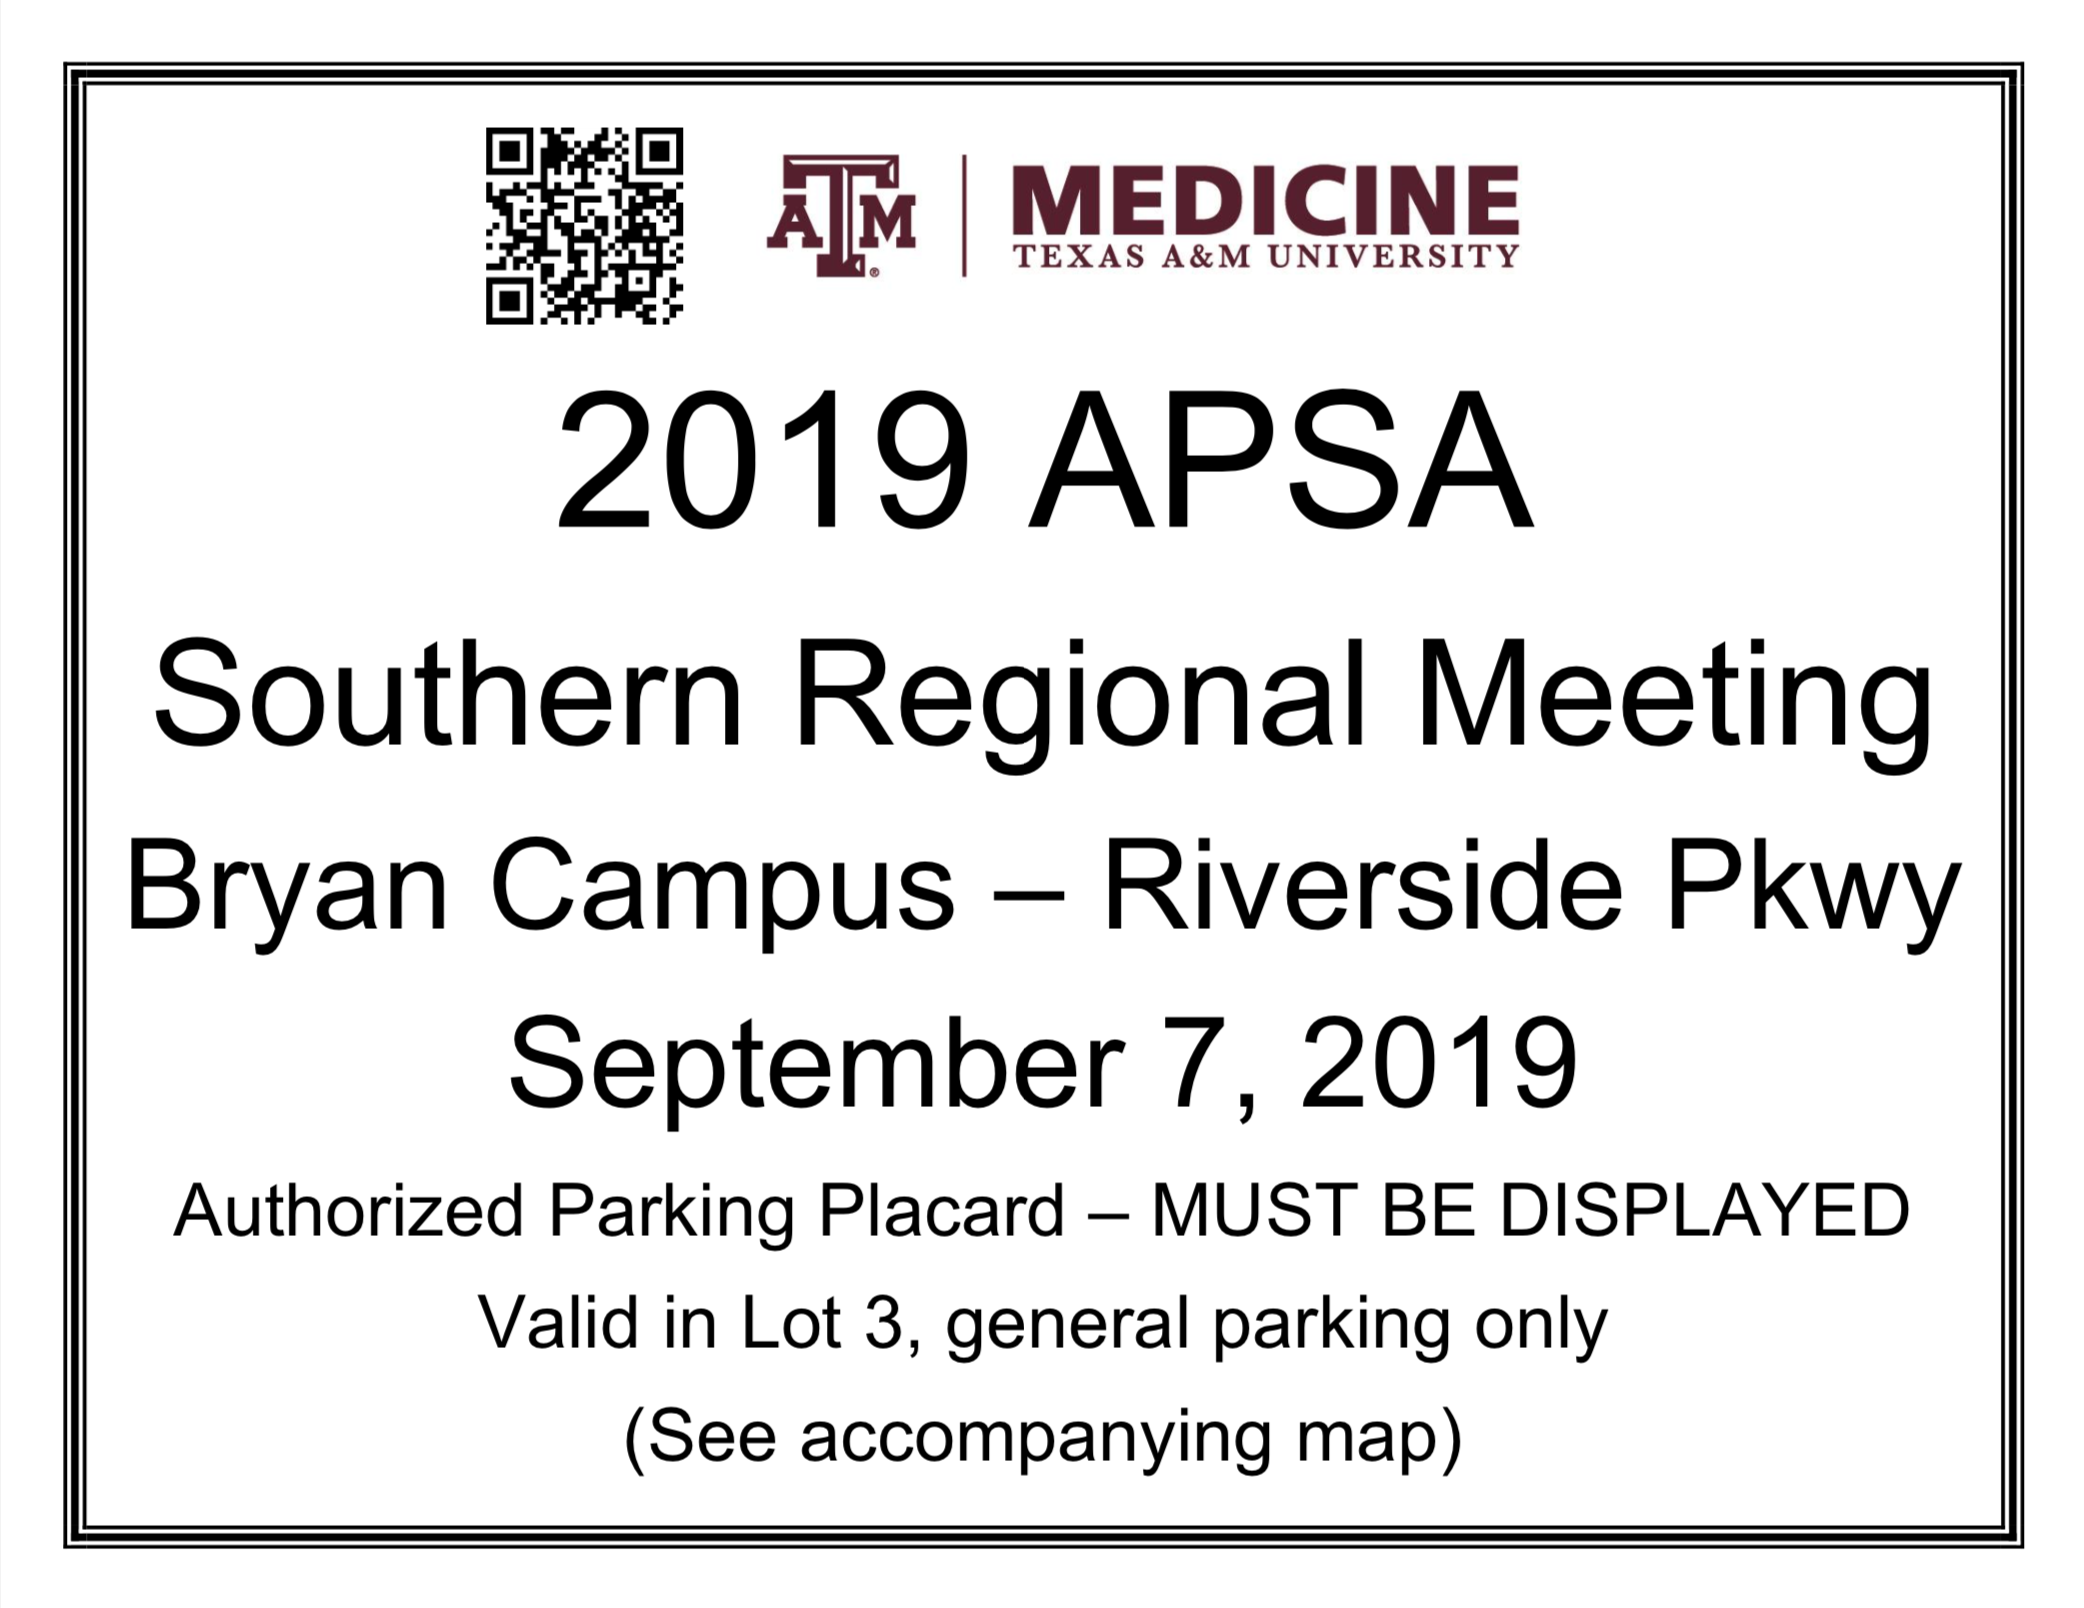 ATM®
MEDICINE
TEXAS A&M UNIVERSITY
2019 APSA
Southern Regional Meeting
Bryan Campus – Riverside Pkwy
September 7, 2019
Authorized Parking Placard – MUST BE DISPLAYED
Valid in Lot 3, general parking only
(See accompanying map)